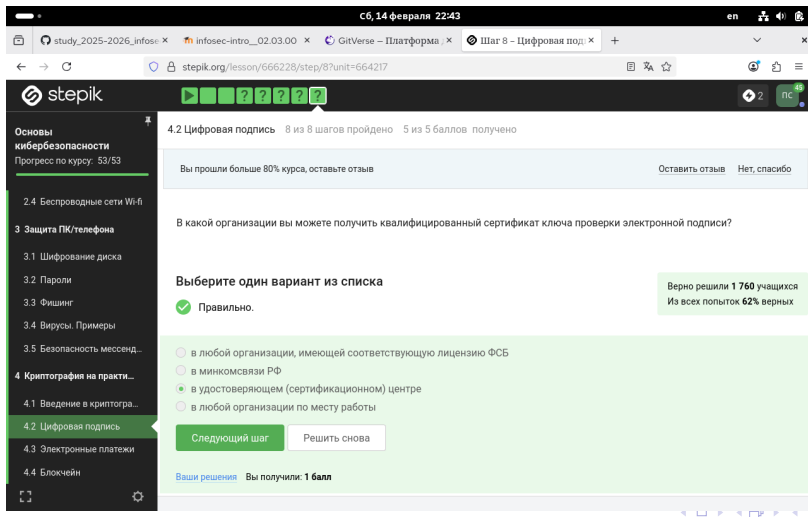 Сб, 14 февраля 22:43
en
study_2025-2026_infose
infosec-intro__02.03.00
GitVerse – Платформа
Шаг 8 – Цифровая под
stepik.org/lesson/666228/step/8?unit=664217
stepik
?
?
?
?
?
2
ПС
45
Основы кибербезопасности
Прогресс по курсу: 53/53
4.2 Цифровая подпись 8 из 8 шагов пройдено 5 из 5 баллов получено
Вы прошли больше 80% курса, оставьте отзыв
Оставить отзыв
Нет, спасибо
2.4 Беспроводные сети Wi-fi
3 Защита ПК/телефона
3.1 Шифрование диска
3.2 Пароли
3.3 Фишинг
3.4 Вирусы. Примеры
3.5 Безопасность мессенд...
4 Криптография на практи...
4.1 Введение в криптогра...
4.2 Цифровая подпись
4.3 Электронные платежи
4.4 Блокчейн
В какой организации вы можете получить квалифицированный сертификат ключа проверки электронной подписи?
Выберите один вариант из списка
Правильно.
Верно решили 1 760 учащихся
Из всех попыток 62% верных
в любой организации, имеющей соответствующую лицензию ФСБ
в минкомсвязи РФ
в удостоверяющем (сертификационном) центре
в любой организации по месту работы
Следующий шаг
Решить снова
Ваши решения Вы получили: 1 балл